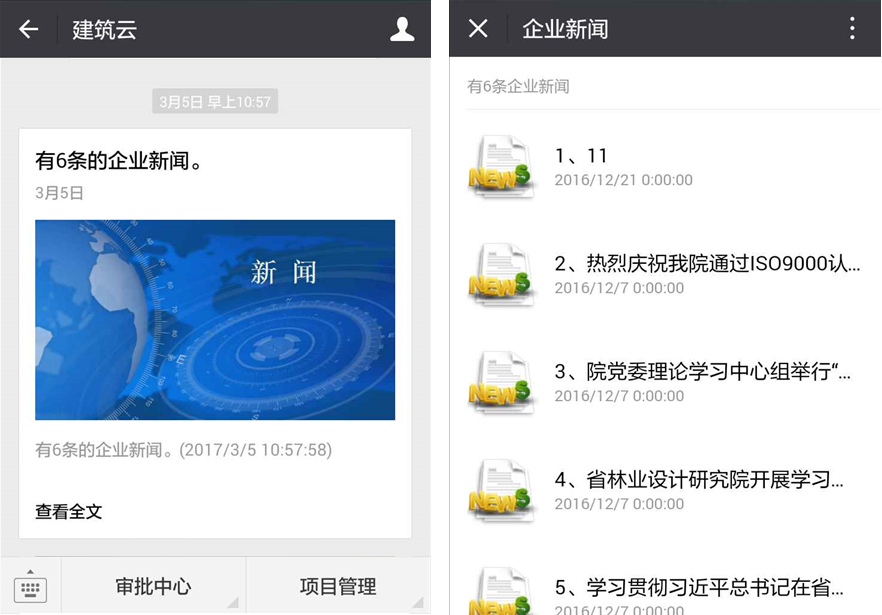 建筑云
3月5日 早上10:57
有6条的企业新闻。
3月5日
新 闻
有6条的企业新闻。(2017/3/5 10:57:58)
查看全文
审批中心
项目管理
企业新闻
有6条企业新闻
NEWS
1、11
2016/12/21 0:00:00
NEWS
2、热烈庆祝我院通过ISO9000认...
2016/12/7 0:00:00
NEWS
3、院党委理论学习中心组举行“...
2016/12/7 0:00:00
NEWS
4、省林业设计研究院开展学习...
2016/12/7 0:00:00
NEWS
5、学习贯彻习近平总书记在省...
2016/12/7 0:00:00